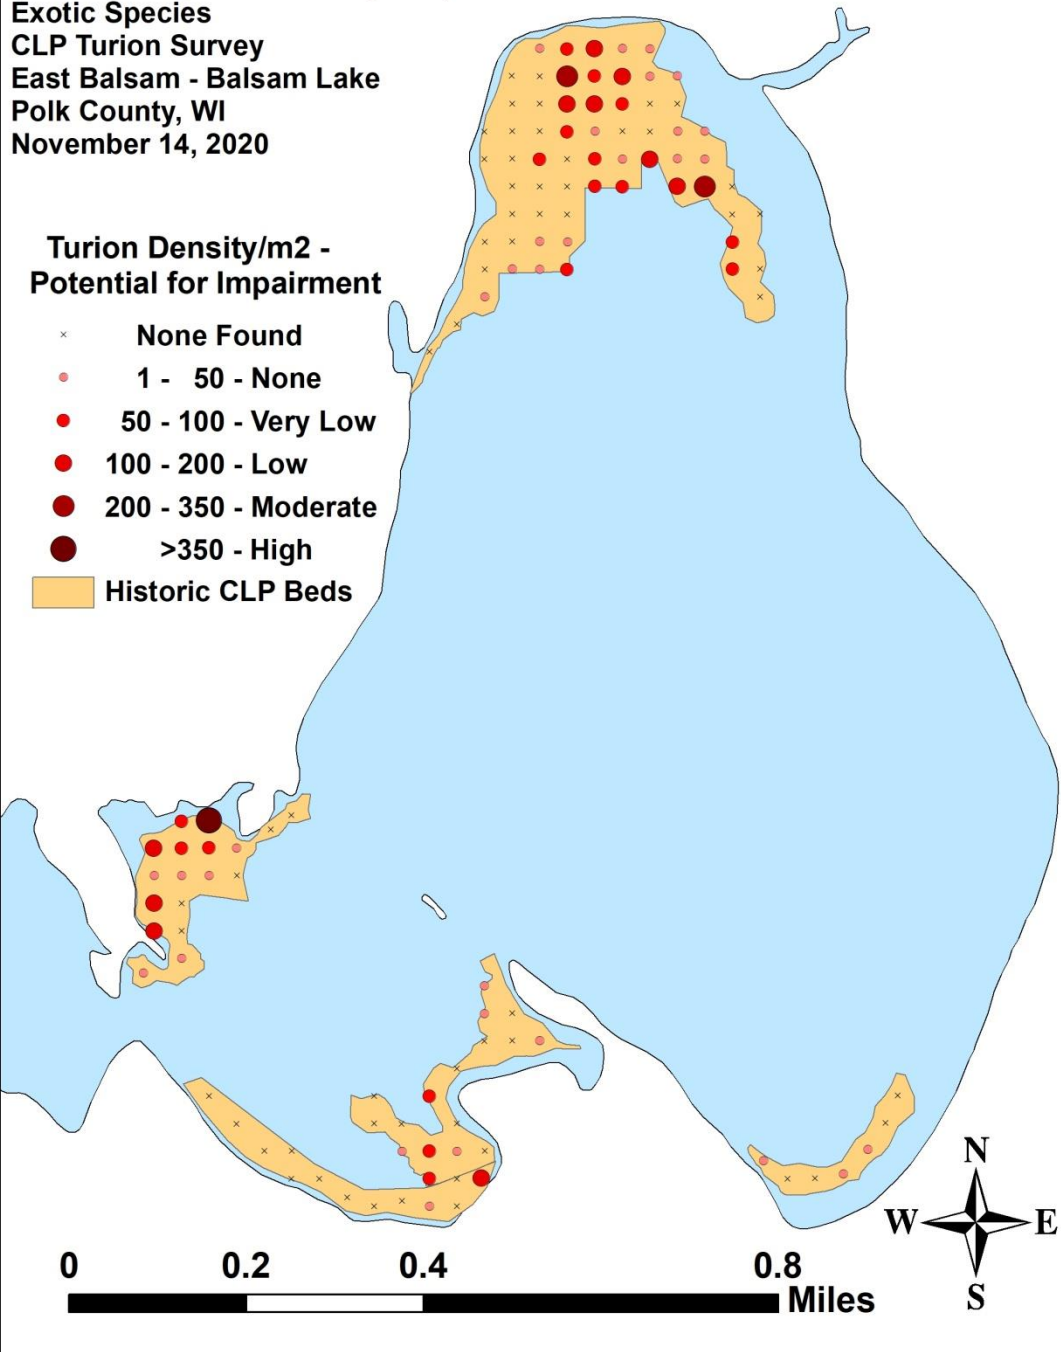 Exotic Species
CLP Turion Survey
East Balsam - Balsam Lake
Polk County, WI
November 14, 2020
Turion Density/m2 -
Potential for Impairment
None Found
1 - 50 - None
50 - 100 - Very Low
100 - 200 - Low
200 - 350 - Moderate
>350 - High
Historic CLP Beds
N
W E
S
0 0.2 0.4 0.8
Miles